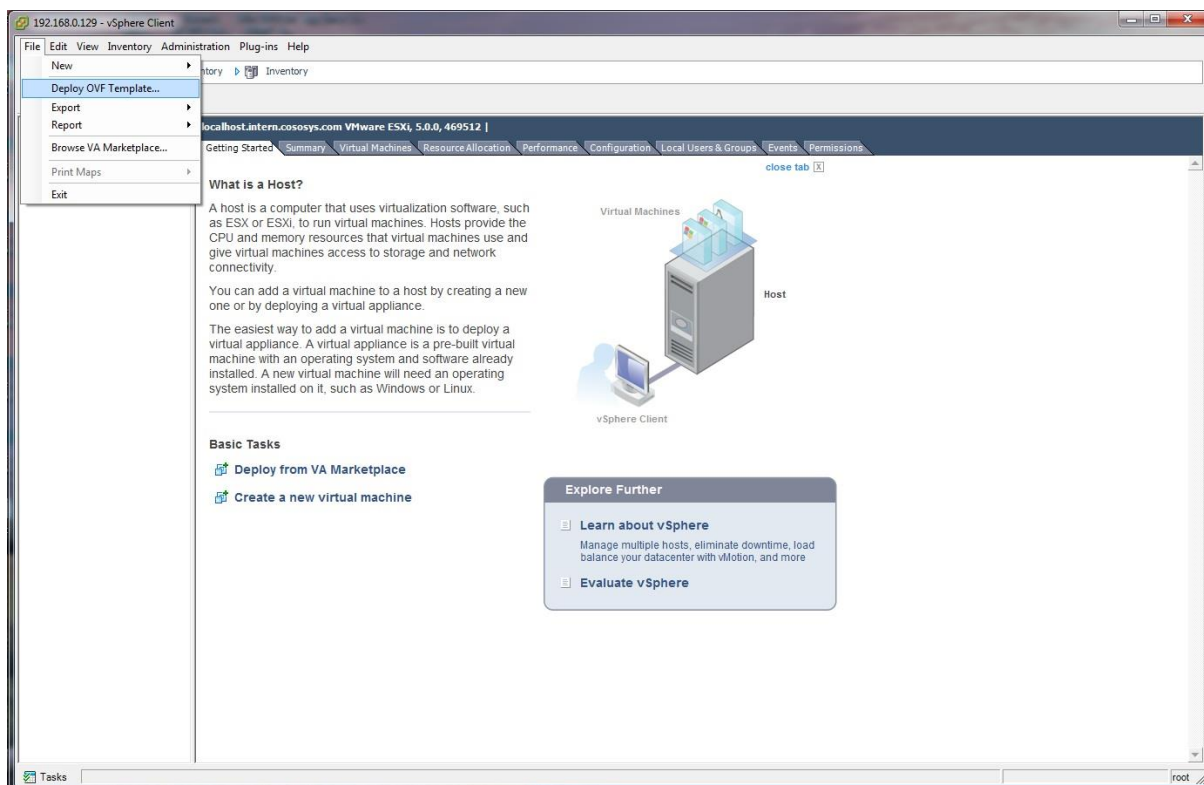 192.168.0.129 - vSphere Client
File Edit View Inventory Administration Plug-ins Help
New
ntory Inventory
Deploy OVF Template...
Export
Report
Browse VA Marketplace...
Print Maps
Exit
localhost.intern.cososys.com VMware ESXi, 5.0.0, 469512 |
Getting Started Summary Virtual Machines Resource Allocation Performance Configuration Local Users & Groups Events Permissions
close tab X
What is a Host?
A host is a computer that uses virtualization software, such
as ESX or ESXi, to run virtual machines. Hosts provide the
CPU and memory resources that virtual machines use and
give virtual machines access to storage and network
connectivity.
You can add a virtual machine to a host by creating a new
one or by deploying a virtual appliance.
The easiest way to add a virtual machine is to deploy a
virtual appliance. A virtual appliance is a pre-built virtual
machine with an operating system and software already
installed. A new virtual machine will need an operating
system installed on it, such as Windows or Linux.
Virtual Machines
Host
vSphere Client
Basic Tasks
Deploy from VA Marketplace
Create a new virtual machine
Explore Further
Learn about vSphere
Manage multiple hosts, eliminate downtime, load
balance your datacenter with vMotion, and more
Evaluate vSphere
Tasks
root